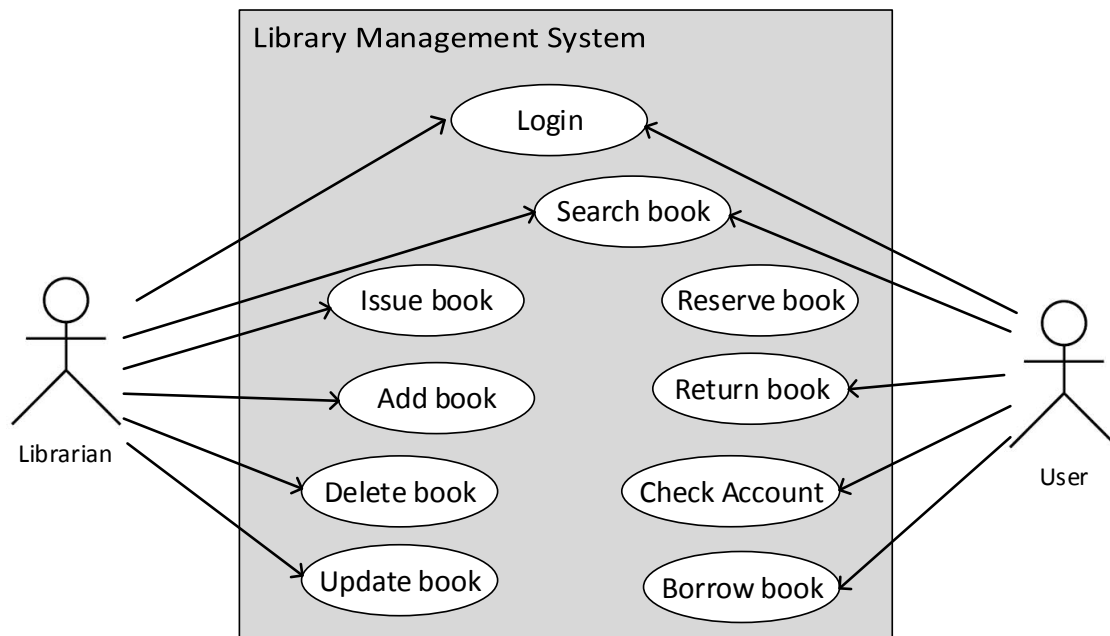 Library Management System
Login
Search book
Issue book
Reserve book
Add book
Return book
Librarian
User
Delete book
Check Account
Update book
Borrow book